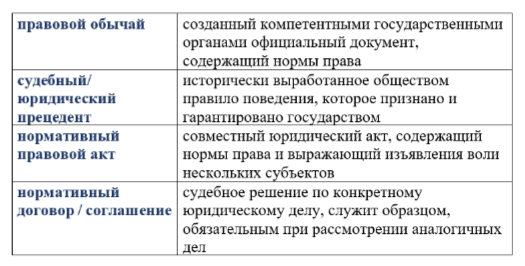 правовой обычай
созданный компетентными государственными
органами официальный документ,
содержащий нормы права
судебный/
юридический
прецедент
исторически выработанное обществом
правило поведения, которое признано и
гарантировано государством
нормативный
правовой акт
совместный юридический акт, содержащий
нормы права и выражающий изъявления воли
нескольких субъектов
нормативный
договор / соглашение
судебное решение по конкретному
юридическому делу, служит образцом,
обязательным при рассмотрении аналогичных
дел